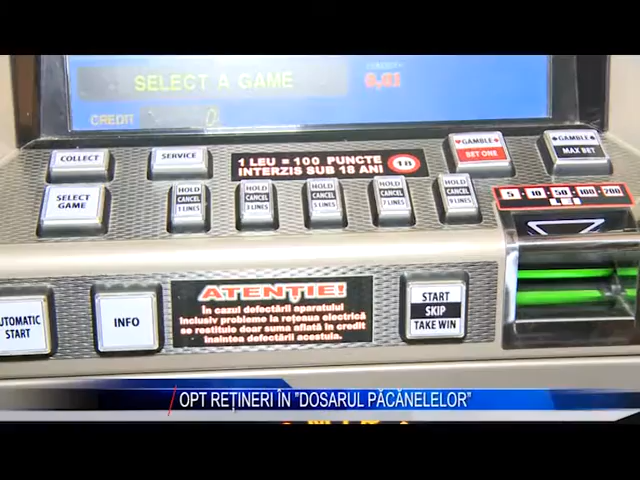 SELECT A GAME
CREDIT 0
0,01
COLLECT
SERVICE
1 LEU = 100 PUNCTE
INTERZIS SUB 18 ANI
18
GAMBLE
BET ONE
GAMBLE
MAX BET
SELECT
GAME
HOLD
CANCEL
1 LINES
HOLD
CANCEL
3 LINES
HOLD
CANCEL
5 LINES
HOLD
CANCEL
7 LINES
HOLD
CANCEL
9 LINES
5·10·50·100·200
LEI
AUTOMATIC
START
INFO
ATENȚIE!
În cazul defectării aparatului
inclusiv probleme la rețeaua electrică
se restituie doar suma aflată în credit
înaintea defectării acestuia.
START
SKIP
TAKE WIN
OPT REȚINERI ÎN "DOSARUL PĂCĂNELELOR"